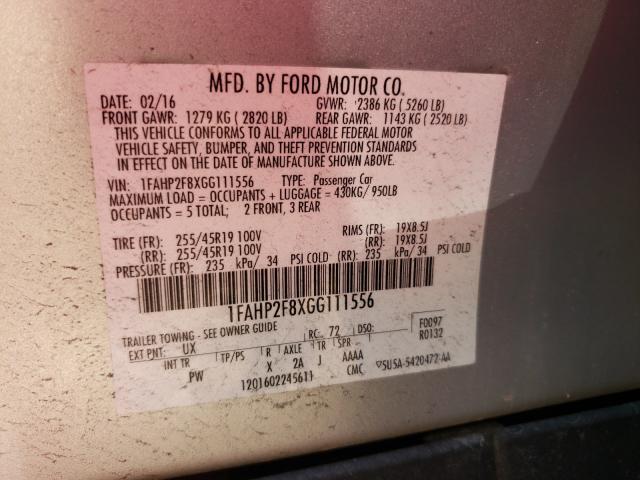 MFD. BY FORD MOTOR CO.
DATE: 02/16 GVWR: 2386 KG ( 5260 LB)
FRONT GAWR: 1279 KG ( 2820 LB) REAR GAWR: 1143 KG ( 2520 LB)
THIS VEHICLE CONFORMS TO ALL APPLICABLE FEDERAL MOTOR
VEHICLE SAFETY, BUMPER, AND THEFT PREVENTION STANDARDS
IN EFFECT ON THE DATE OF MANUFACTURE SHOWN ABOVE.
VIN: 1FAHP2F8XGG111556 TYPE: Passenger Car
MAXIMUM LOAD = OCCUPANTS + LUGGAGE = 430KG/ 950LB
OCCUPANTS = 5 TOTAL; 2 FRONT, 3 REAR
TIRE (FR): 255/45R19 100V RIMS (FR): 19X8.5J
(RR): 255/45R19 100V (RR): 19X8.5J
PRESSURE (FR): 235 kPa/ 34 PSI COLD (RR): 235 kPa/ 34 PSI COLD
1FAHP2F8XGG111556
TRAILER TOWING - SEE OWNER GUIDE RC: 72 DSO: F0097
EXT PNT: UX R0132
INT TR TP/PS R AXLE TR SPR
PW X 2A J AAAA
1201602245611 CMC 5U5A-5420472-AA